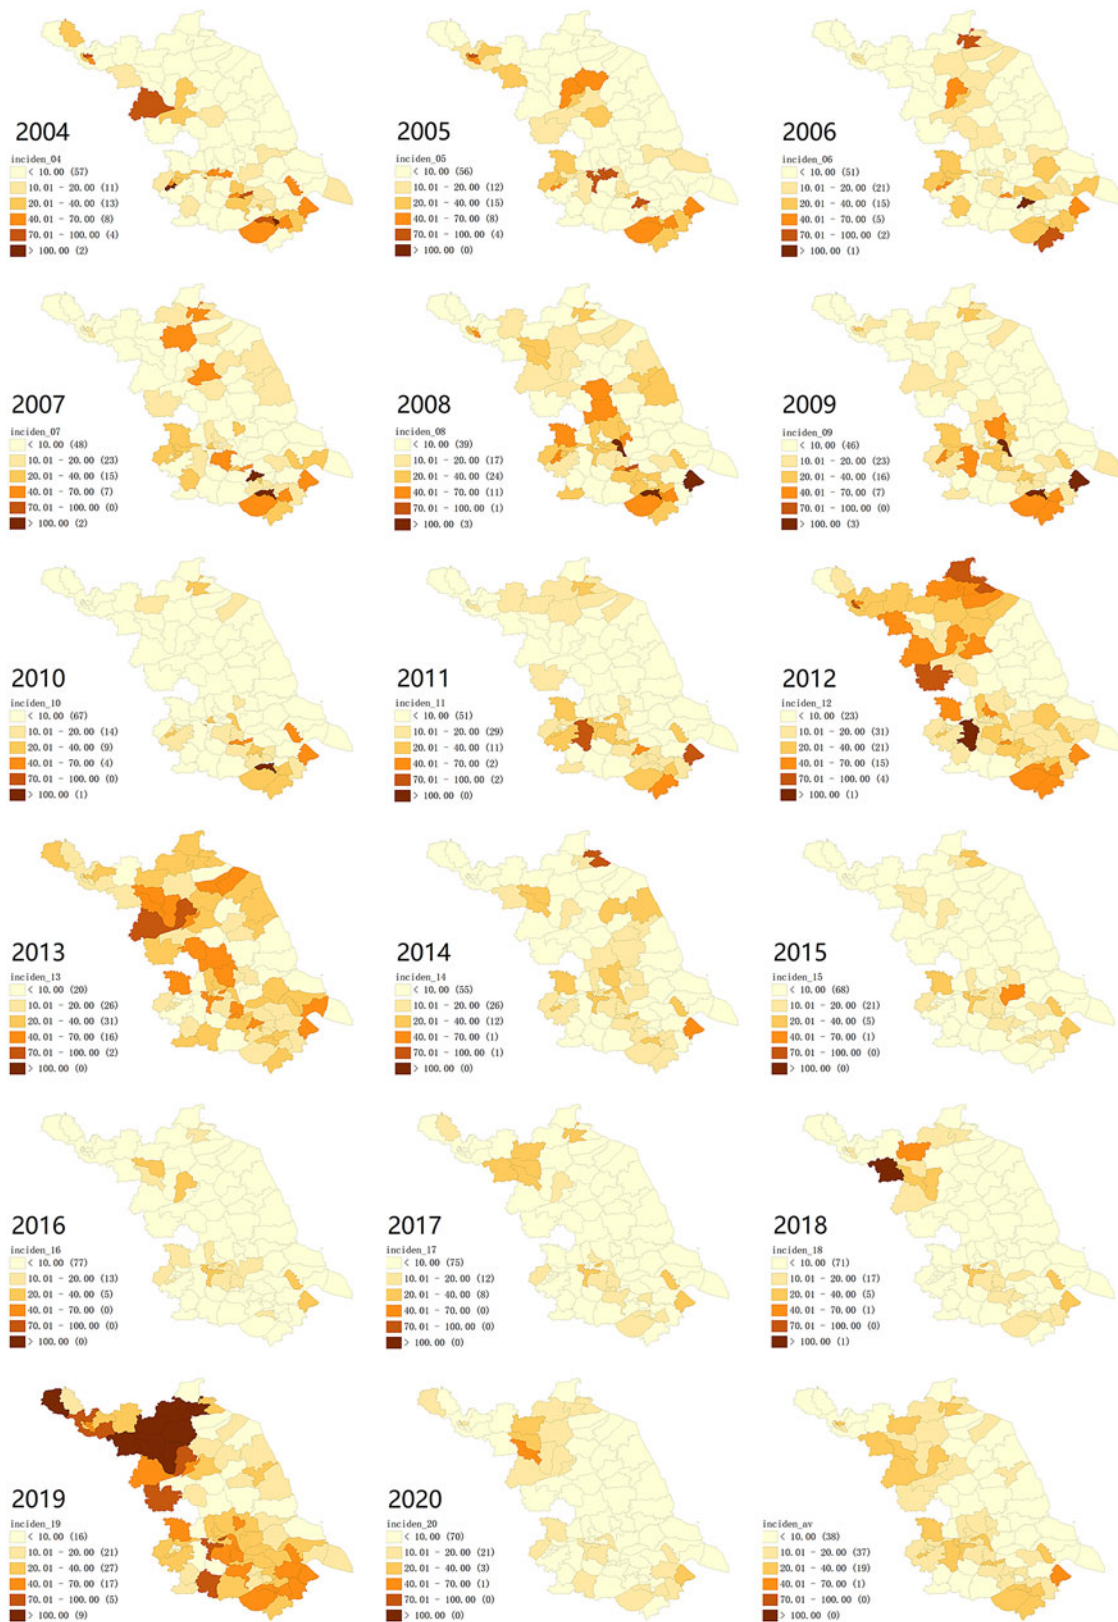 2004
inciden_04
< 10.00 (57)
10.01 - 20.00 (11)
20.01 - 40.00 (13)
40.01 - 70.00 (8)
70.01 - 100.00 (4)
> 100.00 (2)
2005
inciden_05
< 10.00 (56)
10.01 - 20.00 (12)
20.01 - 40.00 (15)
40.01 - 70.00 (8)
70.01 - 100.00 (4)
> 100.00 (0)
2006
inciden_06
< 10.00 (51)
10.01 - 20.00 (21)
20.01 - 40.00 (15)
40.01 - 70.00 (5)
70.01 - 100.00 (2)
> 100.00 (1)
2007
inciden_07
< 10.00 (48)
10.01 - 20.00 (23)
20.01 - 40.00 (15)
40.01 - 70.00 (7)
70.01 - 100.00 (0)
> 100.00 (2)
2008
inciden_08
< 10.00 (39)
10.01 - 20.00 (17)
20.01 - 40.00 (24)
40.01 - 70.00 (11)
70.01 - 100.00 (1)
> 100.00 (3)
2009
inciden_09
< 10.00 (46)
10.01 - 20.00 (23)
20.01 - 40.00 (16)
40.01 - 70.00 (7)
70.01 - 100.00 (0)
> 100.00 (3)
2010
inciden_10
< 10.00 (67)
10.01 - 20.00 (14)
20.01 - 40.00 (9)
40.01 - 70.00 (4)
70.01 - 100.00 (0)
> 100.00 (1)
2011
inciden_11
< 10.00 (51)
10.01 - 20.00 (29)
20.01 - 40.00 (11)
40.01 - 70.00 (2)
70.01 - 100.00 (2)
> 100.00 (0)
2012
inciden_12
< 10.00 (23)
10.01 - 20.00 (31)
20.01 - 40.00 (21)
40.01 - 70.00 (15)
70.01 - 100.00 (4)
> 100.00 (1)
2013
inciden_13
< 10.00 (20)
10.01 - 20.00 (26)
20.01 - 40.00 (31)
40.01 - 70.00 (16)
70.01 - 100.00 (2)
> 100.00 (0)
2014
inciden_14
< 10.00 (55)
10.01 - 20.00 (26)
20.01 - 40.00 (12)
40.01 - 70.00 (1)
70.01 - 100.00 (1)
> 100.00 (0)
2015
inciden_15
< 10.00 (68)
10.01 - 20.00 (21)
20.01 - 40.00 (5)
40.01 - 70.00 (1)
70.01 - 100.00 (0)
> 100.00 (0)
2016
inciden_16
< 10.00 (77)
10.01 - 20.00 (13)
20.01 - 40.00 (5)
40.01 - 70.00 (0)
70.01 - 100.00 (0)
> 100.00 (0)
2017
inciden_17
< 10.00 (75)
10.01 - 20.00 (12)
20.01 - 40.00 (8)
40.01 - 70.00 (0)
70.01 - 100.00 (0)
> 100.00 (0)
2018
inciden_18
< 10.00 (71)
10.01 - 20.00 (17)
20.01 - 40.00 (5)
40.01 - 70.00 (1)
70.01 - 100.00 (0)
> 100.00 (1)
2019
inciden_19
< 10.00 (16)
10.01 - 20.00 (21)
20.01 - 40.00 (27)
40.01 - 70.00 (17)
70.01 - 100.00 (5)
> 100.00 (9)
2020
inciden_20
< 10.00 (70)
10.01 - 20.00 (21)
20.01 - 40.00 (3)
40.01 - 70.00 (1)
70.01 - 100.00 (0)
> 100.00 (0)
inciden_av
< 10.00 (38)
10.01 - 20.00 (37)
20.01 - 40.00 (19)
40.01 - 70.00 (1)
70.01 - 100.00 (0)
> 100.00 (0)